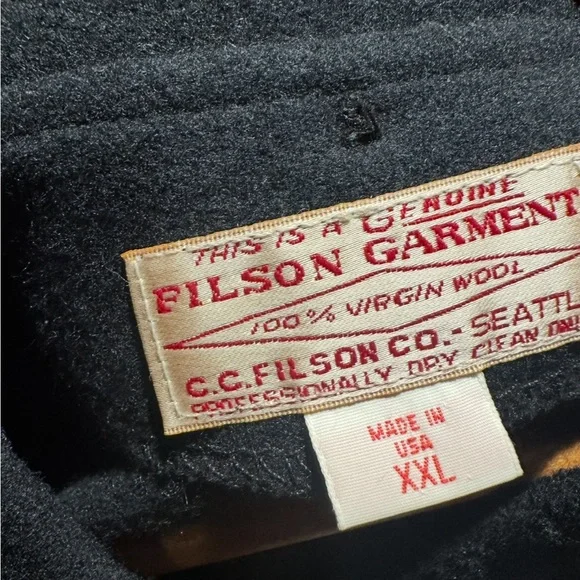 THIS IS A GENUINE
FILSON GARMENT
100% VIRGIN WOOL
C.C.FILSON CO.-SEATTL
PROFESSIONALLY DRY CLEAN ONL
MADE IN
USA
XXL